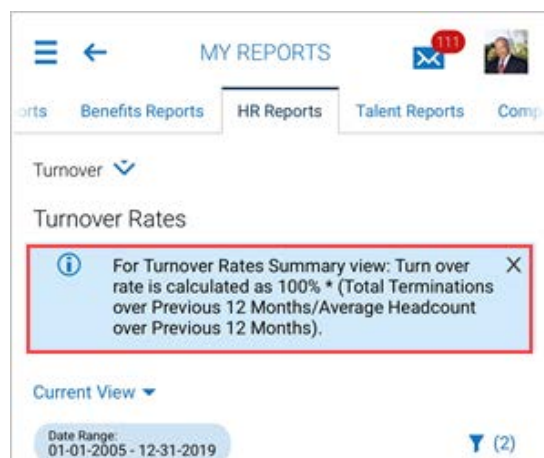 MY REPORTS
111
orts Benefits Reports HR Reports Talent Reports Comp
Turnover
Turnover Rates
For Turnover Rates Summary view: Turn over
rate is calculated as 100% * (Total Terminations
over Previous 12 Months/Average Headcount
over Previous 12 Months).
Current View
Date Range:
01-01-2005 - 12-31-2019
(2)